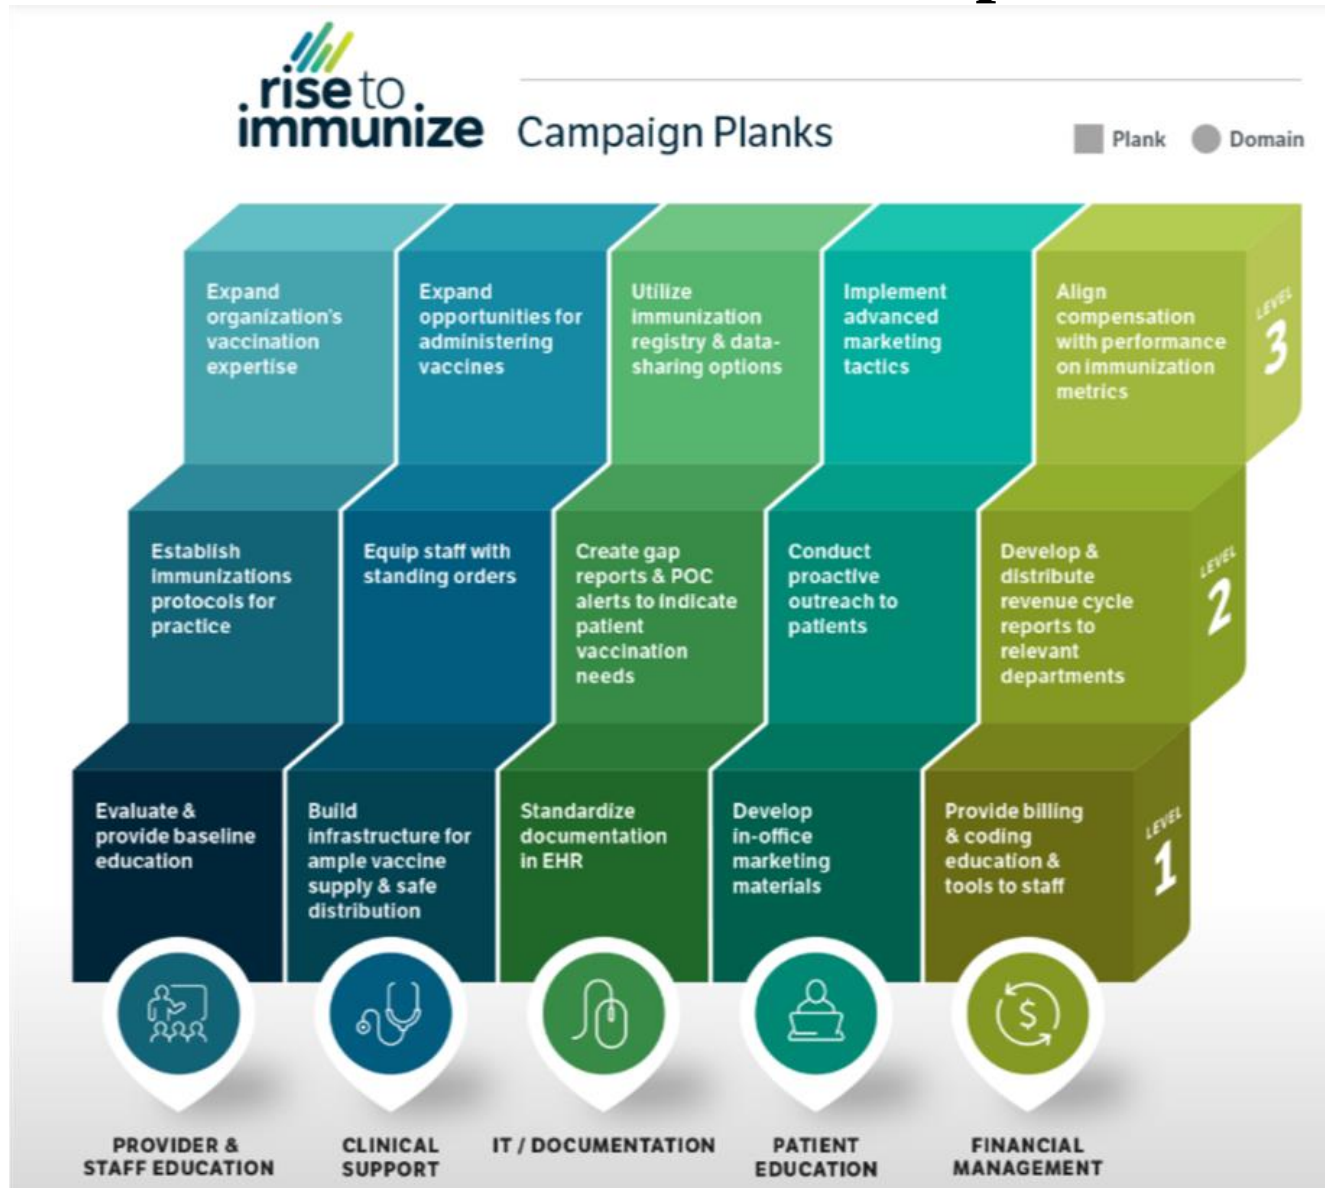 rise to
immunize
Campaign Planks
Plank
Domain
Expand
organization's
vaccination
expertise
Expand
opportunities for
administering
vaccines
Utilize
immunization
registry & data-
sharing options
Implement
advanced
marketing
tactics
Align
compensation
with performance
on immunization
metrics
LEVEL
3
Establish
immunizations
protocols for
practice
Equip staff with
standing orders
Create gap
reports & POC
alerts to indicate
patient
vaccination
needs
Conduct
proactive
outreach to
patients
Develop &
distribute
revenue cycle
reports to
relevant
departments
LEVEL
2
Evaluate &
provide baseline
education
Build
infrastructure for
ample vaccine
supply & safe
distribution
Standardize
documentation
in EHR
Develop
in-office
marketing
materials
Provide billing
& coding
education &
tools to staff
LEVEL
1
$
PROVIDER &
STAFF EDUCATION
CLINICAL
SUPPORT
IT / DOCUMENTATION
PATIENT
EDUCATION
FINANCIAL
MANAGEMENT